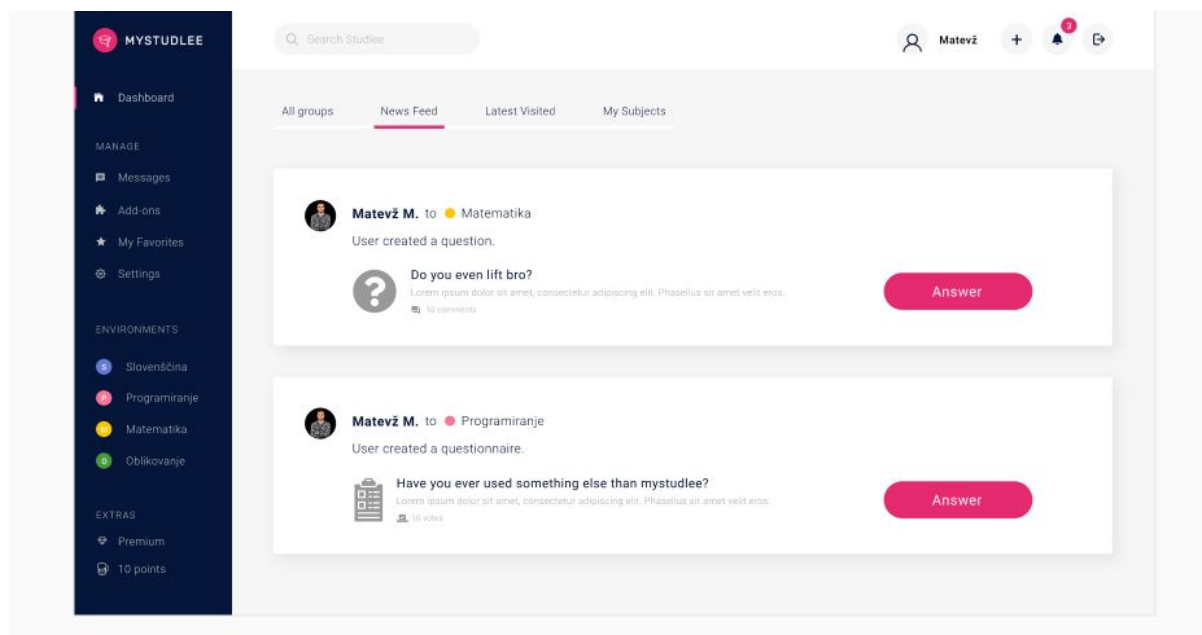 MYSTUDLEE
Search Studlee
Matevž
3
Dashboard
MANAGE
Messages
Add-ons
My Favorites
Settings
ENVIRONMENTS
S Slovenščina
P Programiranje
M Matematika
O Oblikovanje
EXTRAS
Premium
10 points
All groups News Feed Latest Visited My Subjects
Matevž M. to Matematika
User created a question.
Do you even lift bro?
Lorem ipsum dolor sit amet, consectetur adipiscing elit. Phasellus sit amet velit eros.
10 comments
Answer
Matevž M. to Programiranje
User created a questionnaire.
Have you ever used something else than mystudlee?
Lorem ipsum dolor sit amet, consectetur adipiscing elit. Phasellus sit amet velit eros.
10 votes
Answer